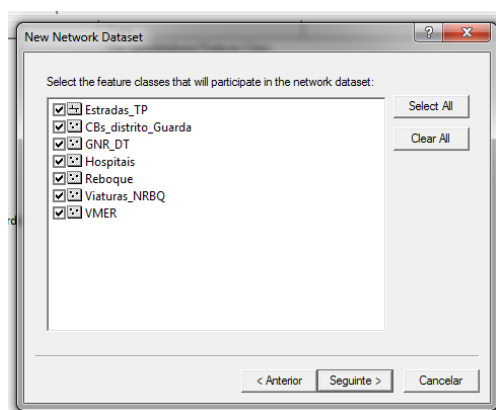 New Network Dataset
Select the feature classes that will participate in the network dataset:
Estradas_TP
CBs_distrito_Guarda
GNR_DT
Hospitais
Reboque
Viaturas_NRBQ
VMER
Select All
Clear All
rd
< Anterior
Seguinte >
Cancelar